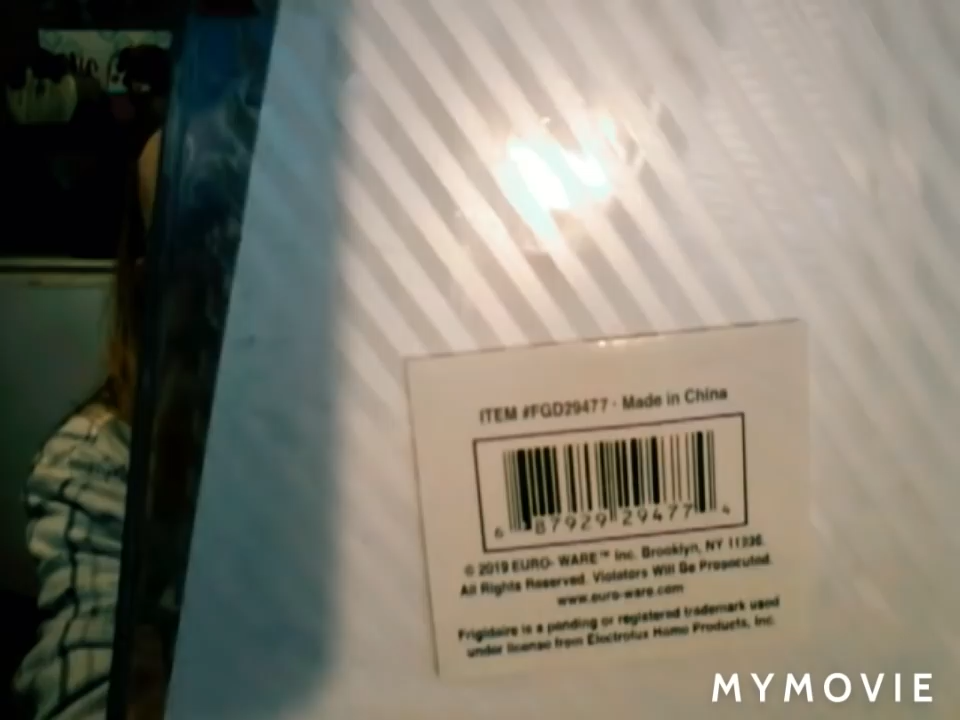 ITEM #FGD29477 · Made in China
6 87929 29477 4
© 2019 EURO- WARE™ Inc. Brooklyn, NY
All Rights Reserved. Violators Will Be Prosecuted.
www.euro-ware.com
Frigidaire is a pending or registered trademark used
under license from Electrolux Home Products, Inc.
MYMOVIE